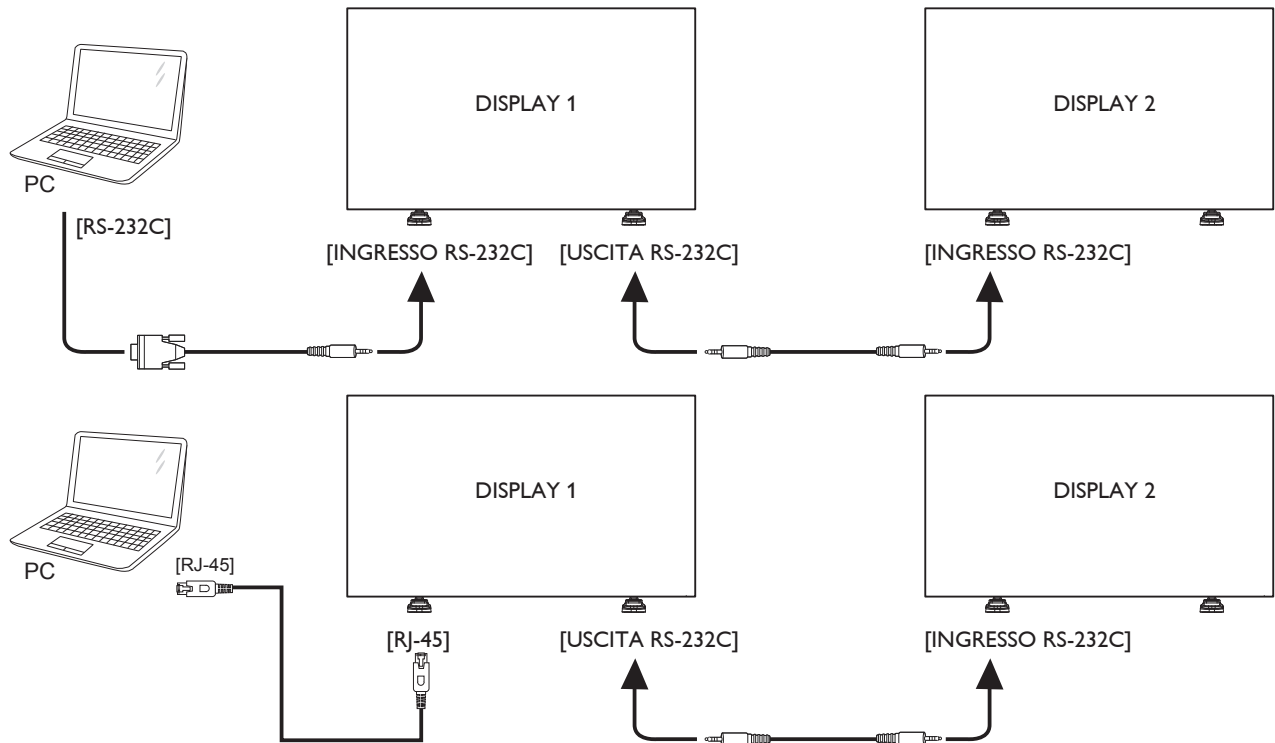 DISPLAY 1
DISPLAY 2
PC
[RS-232C]
[INGRESSO RS-232C]
[USCITA RS-232C]
[INGRESSO RS-232C]
DISPLAY 1
DISPLAY 2
PC
[RJ-45]
[RJ-45]
[USCITA RS-232C]
[INGRESSO RS-232C]